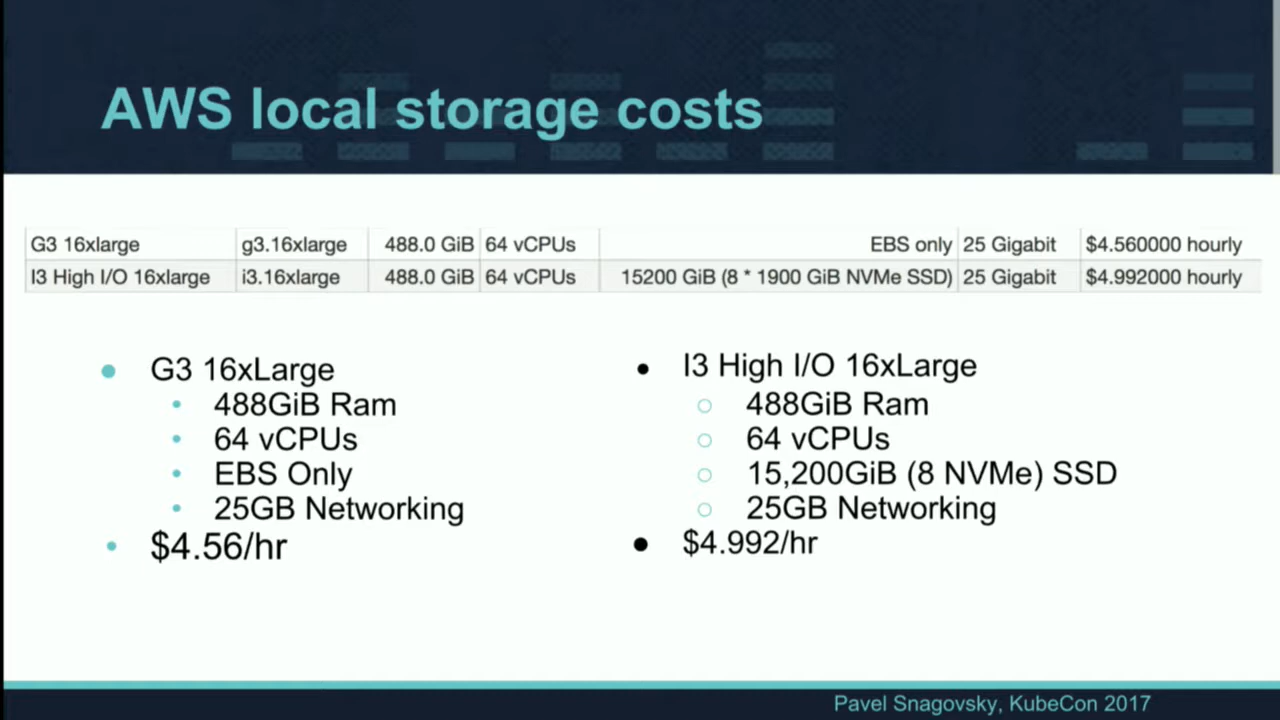 AWS local storage costs
G3 16xlarge g3.16xlarge 488.0 GiB 64 vCPUs EBS only 25 Gigabit $4.560000 hourly
I3 High I/O 16xlarge i3.16xlarge 488.0 GiB 64 vCPUs 15200 GiB (8 * 1900 GiB NVMe SSD) 25 Gigabit $4.992000 hourly
G3 16xLarge
488GiB Ram
64 vCPUs
EBS Only
25GB Networking
$4.56/hr
I3 High I/O 16xLarge
488GiB Ram
64 vCPUs
15,200GiB (8 NVMe) SSD
25GB Networking
$4.992/hr
Pavel Snagovsky, KubeCon 2017